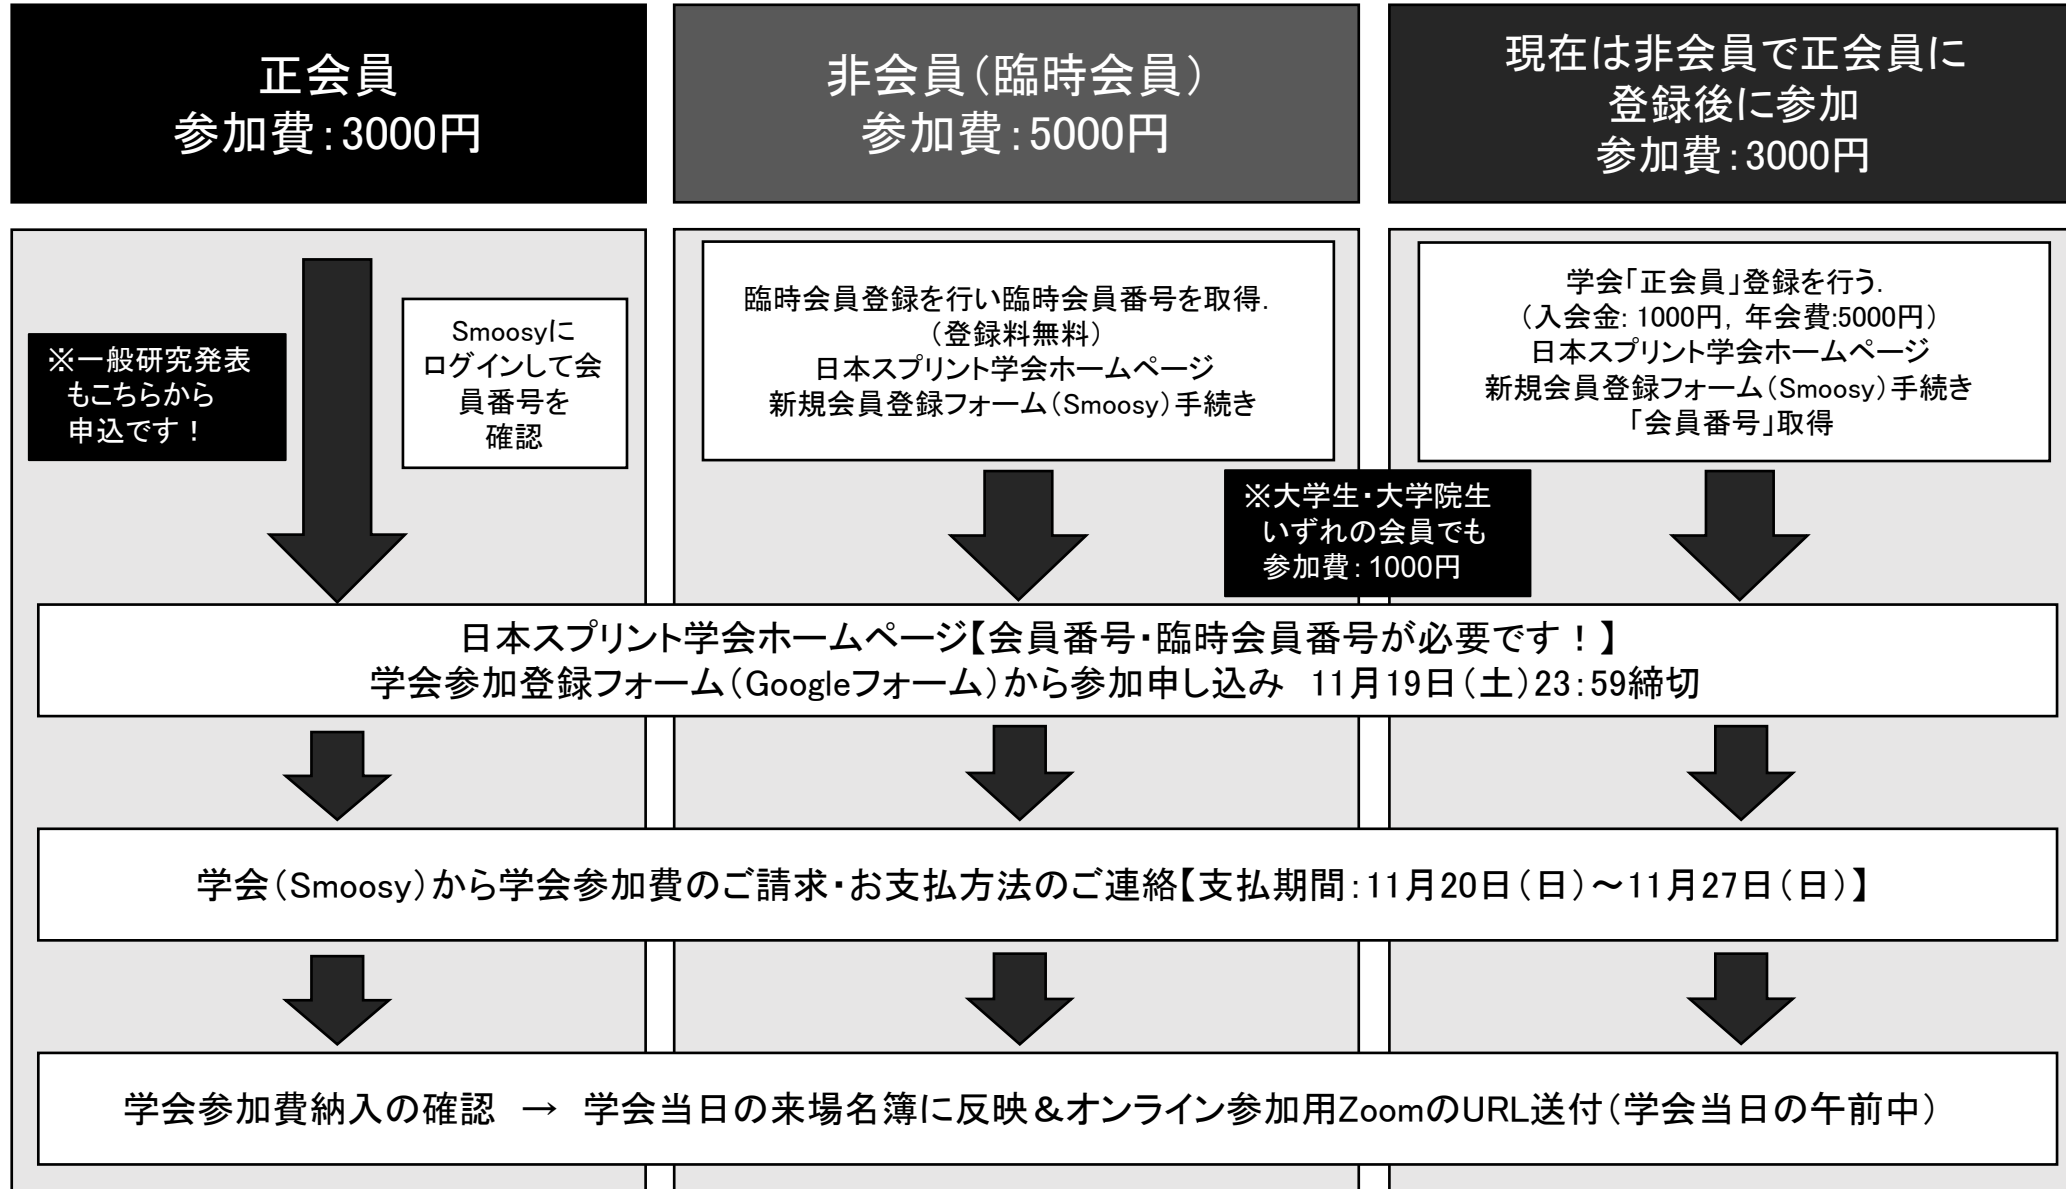 正会員
参加費：3000円
非会員（臨時会員）
参加費：5000円
現在は非会員で正会員に
登録後に参加
参加費：3000円
※一般研究発表
もこちらから
申込です！
Smoosyに
ログインして会
員番号を
確認
臨時会員登録を行い臨時会員番号を取得.
（登録料無料）
日本スプリント学会ホームページ
新規会員登録フォーム（Smoosy）手続き
学会「正会員」登録を行う.
（入会金: 1000円, 年会費:5000円）
日本スプリント学会ホームページ
新規会員登録フォーム（Smoosy）手続き
「会員番号」取得
※大学生・大学院生
いずれの会員でも
参加費：1000円
日本スプリント学会ホームページ【会員番号・臨時会員番号が必要です！】
学会参加登録フォーム（Googleフォーム）から参加申し込み　11月19日（土）23：59締切
学会（Smoosy）から学会参加費のご請求・お支払方法のご連絡【支払期間：11月20日（日）～11月27日（日）】
学会参加費納入の確認　→　学会当日の来場名簿に反映＆オンライン参加用ZoomのURL送付（学会当日の午前中）